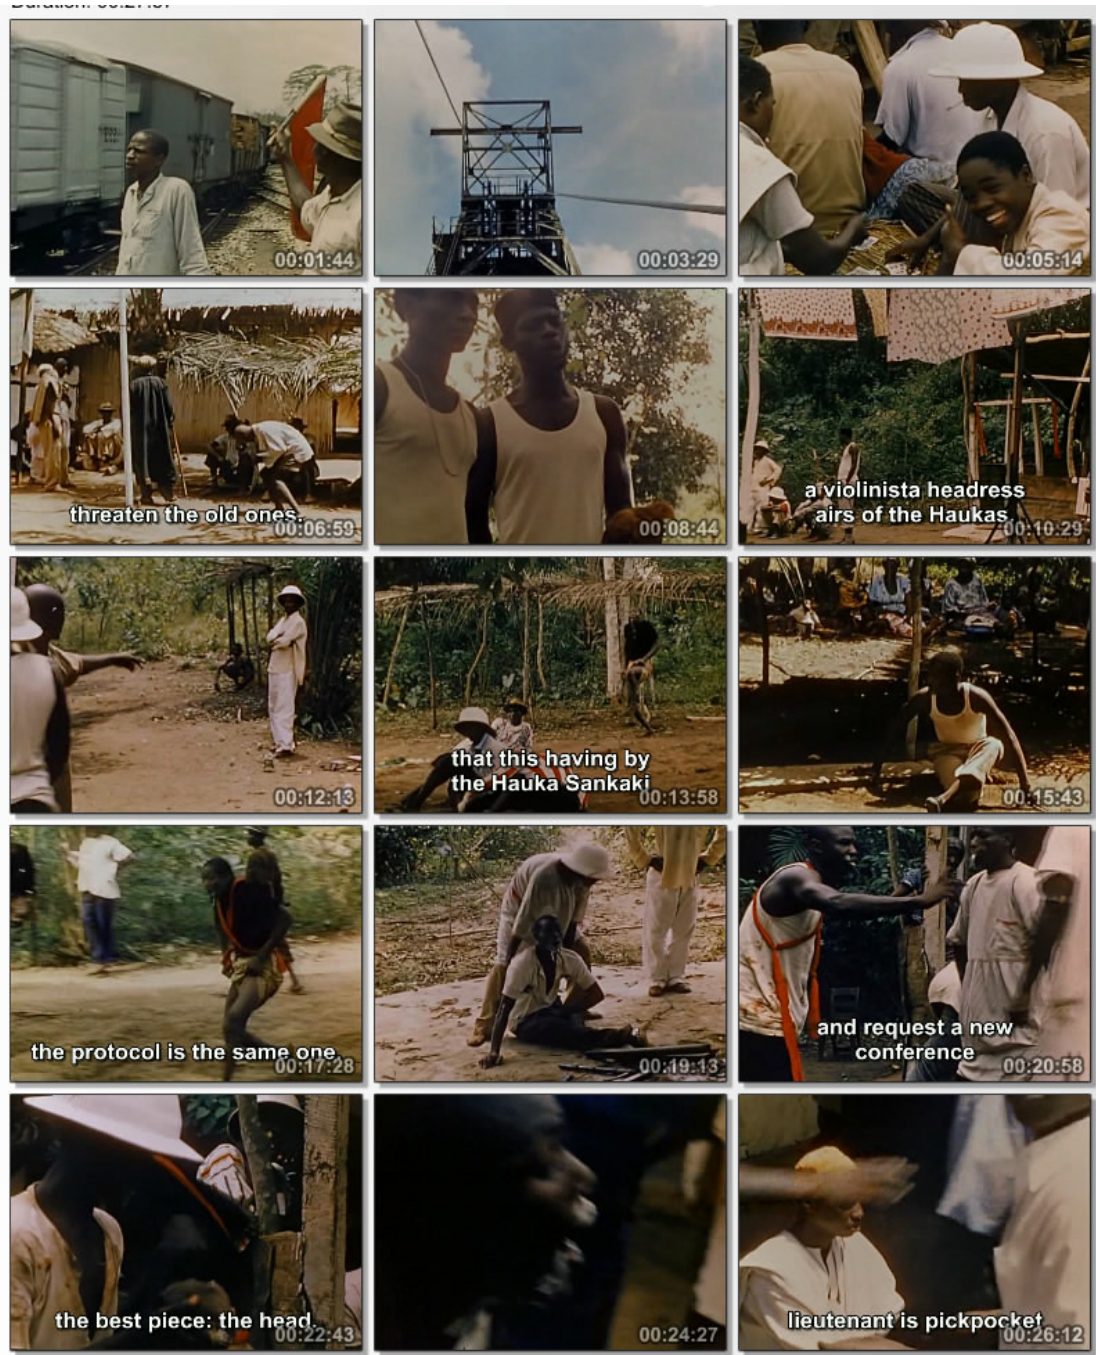 00:01:44
00:03:29
00:05:14
threaten the old ones.
00:06:59
00:08:44
a violinista headress
airs of the Haukas
00:10:29
00:12:13
that this having by
the Hauka Sankaki
00:13:58
00:15:43
the protocol is the same one,
00:17:28
00:19:13
and request a new
conference
00:20:58
the best piece: the head.
00:22:43
00:24:27
lieutenant is pickpocket
00:26:12